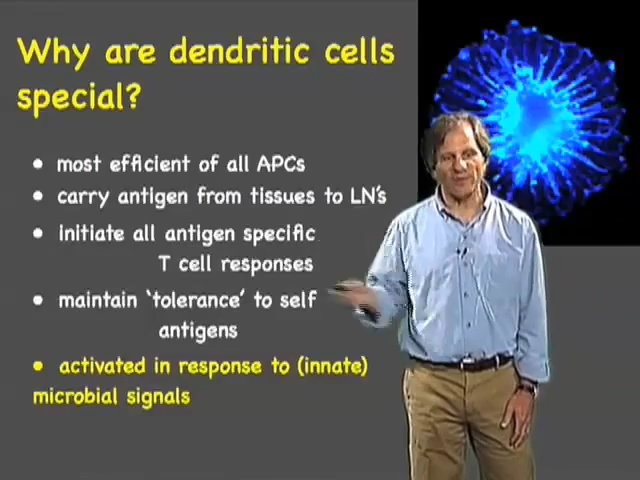 Why are dendritic cells
special?
• most efficient of all APCs
• carry antigen from tissues to LN's
• initiate all antigen specific
T cell responses
• maintain 'tolerance' to self
antigens
• activated in response to (innate)
microbial signals